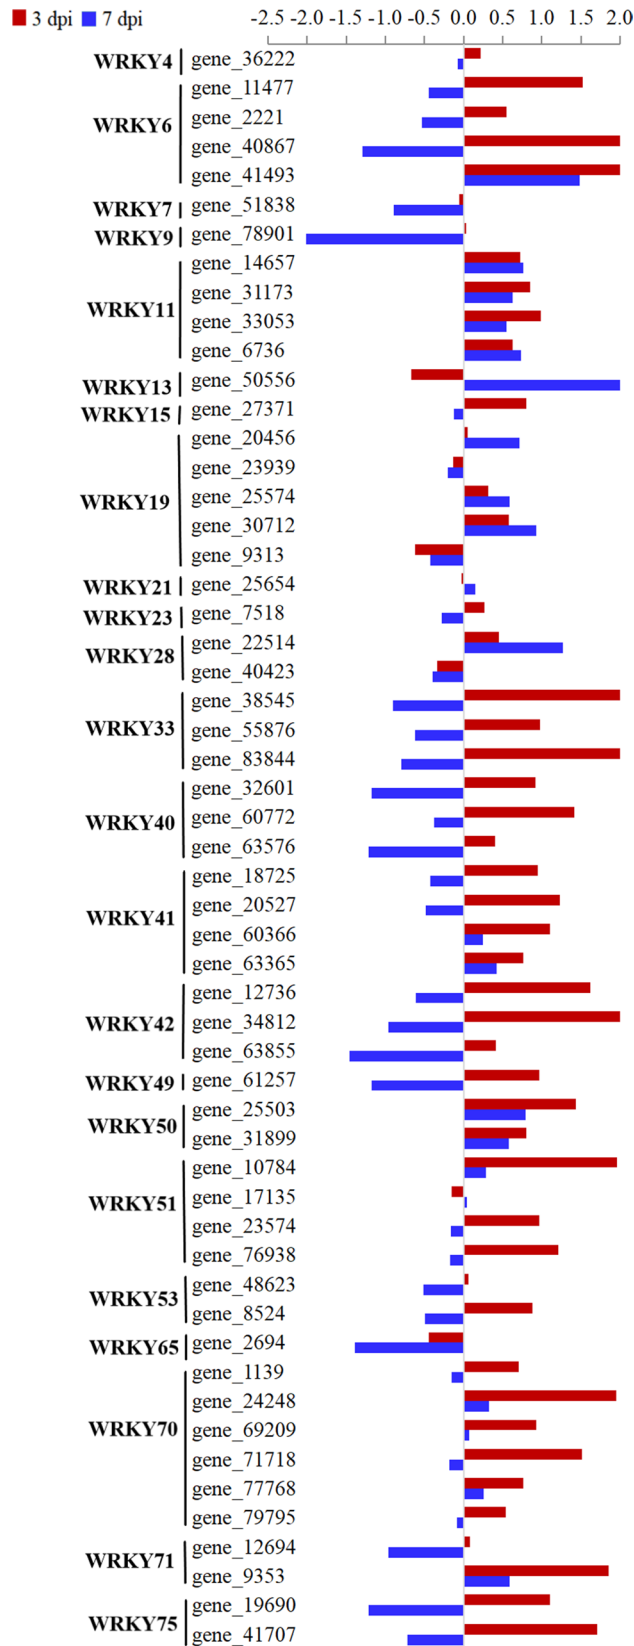 3 dpi 7 dpi
-2.5 -2.0 -1.5 -1.0 -0.5 0.0 0.5 1.0 1.5 2.0
WRKY4 gene_36222
WRKY6 gene_11477
gene_2221
gene_40867
gene_41493
WRKY7 gene_51838
WRKY9 gene_78901
WRKY11 gene_14657
gene_31173
gene_33053
gene_6736
WRKY13 gene_50556
WRKY15 gene_27371
WRKY19 gene_20456
gene_23939
gene_25574
gene_30712
gene_9313
WRKY21 gene_25654
WRKY23 gene_7518
WRKY28 gene_22514
gene_40423
WRKY33 gene_38545
gene_55876
gene_83844
WRKY40 gene_32601
gene_60772
gene_63576
WRKY41 gene_18725
gene_20527
gene_60366
gene_63365
WRKY42 gene_12736
gene_34812
gene_63855
WRKY49 gene_61257
WRKY50 gene_25503
gene_31899
WRKY51 gene_10784
gene_17135
gene_23574
gene_76938
WRKY53 gene_48623
gene_8524
WRKY65 gene_2694
WRKY70 gene_1139
gene_24248
gene_69209
gene_71718
gene_77768
gene_79795
WRKY71 gene_12694
gene_9353
WRKY75 gene_19690
gene_41707